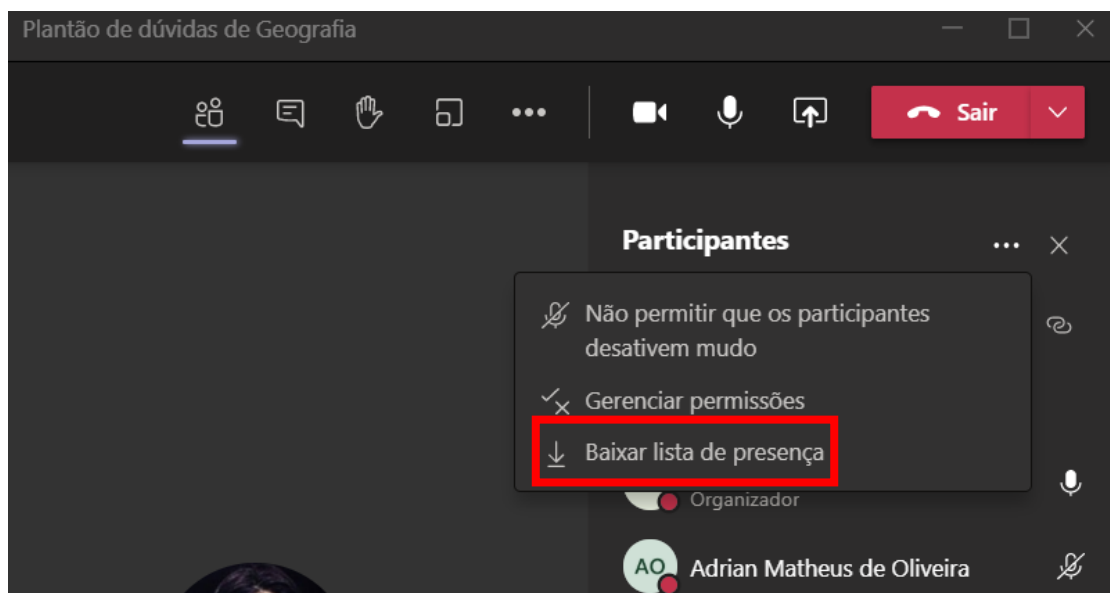 Plantão de dúvidas de Geografia
Sair
Participantes
Não permitir que os participantes
desativem mudo
Gerenciar permissões
Baixar lista de presença
Organizador
AO
Adrian Matheus de Oliveira